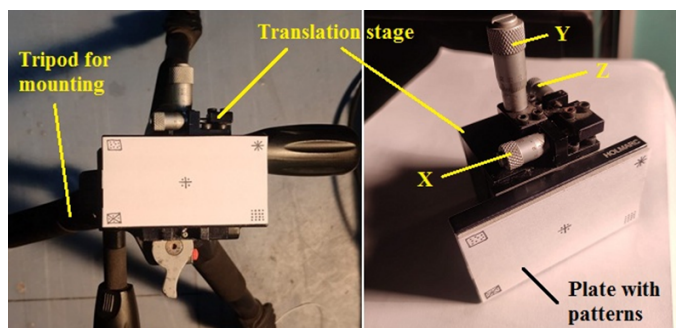 Tripod for
mounting
Translation stage
Y
Z
X
HOLMARC
Plate with
patterns